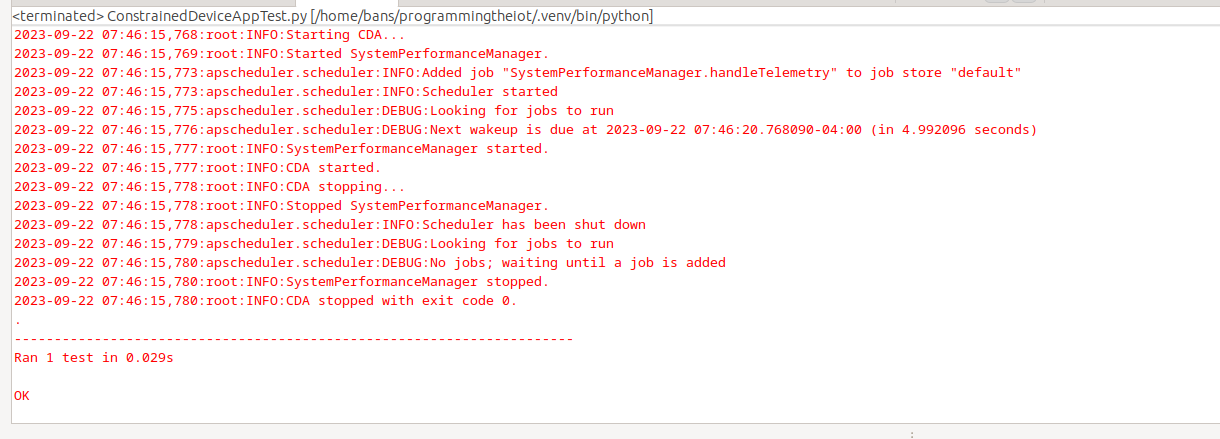 <terminated> ConstrainedDeviceAppTest.py [/home/bans/programmingtheiot/.venv/bin/python]
2023-09-22 07:46:15,768:root:INFO:Starting CDA...
2023-09-22 07:46:15,769:root:INFO:Started SystemPerformanceManager.
2023-09-22 07:46:15,773:apscheduler.scheduler:INFO:Added job "SystemPerformanceManager.handleTelemetry" to job store "default"
2023-09-22 07:46:15,773:apscheduler.scheduler:INFO:Scheduler started
2023-09-22 07:46:15,775:apscheduler.scheduler:DEBUG:Looking for jobs to run
2023-09-22 07:46:15,776:apscheduler.scheduler:DEBUG:Next wakeup is due at 2023-09-22 07:46:20.768090-04:00 (in 4.992096 seconds)
2023-09-22 07:46:15,777:root:INFO:SystemPerformanceManager started.
2023-09-22 07:46:15,777:root:INFO:CDA started.
2023-09-22 07:46:15,778:root:INFO:CDA stopping...
2023-09-22 07:46:15,778:root:INFO:Stopped SystemPerformanceManager.
2023-09-22 07:46:15,778:apscheduler.scheduler:INFO:Scheduler has been shut down
2023-09-22 07:46:15,779:apscheduler.scheduler:DEBUG:Looking for jobs to run
2023-09-22 07:46:15,780:apscheduler.scheduler:DEBUG:No jobs; waiting until a job is added
2023-09-22 07:46:15,780:root:INFO:SystemPerformanceManager stopped.
2023-09-22 07:46:15,780:root:INFO:CDA stopped with exit code 0.
.
----------------------------------------------------------------------
Ran 1 test in 0.029s
OK